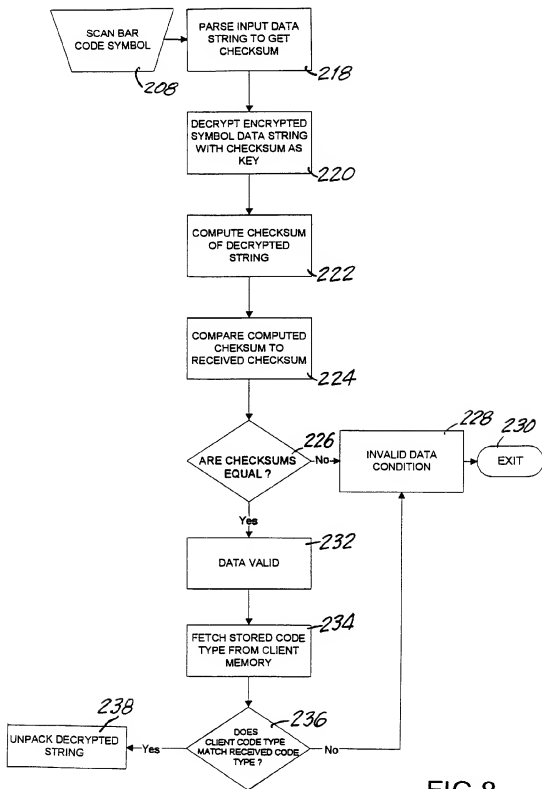 SCAN BAR
CODE SYMBOL
208
PARSE INPUT DATA
STRING TO GET
CHECKSUM
218
DECRYPT ENCRYPTED
SYMBOL DATA STRING
WITH CHECKSUM AS
KEY
220
COMPUTE CHECKSUM
OF DECRYPTED
STRING
222
COMPARE COMPUTED
CHEKSUM TO
RECEIVED CHECKSUM
224
226
ARE CHECKSUMS
EQUAL ?
No
228
INVALID DATA
CONDITION
230
EXIT
Yes
232
DATA VALID
234
FETCH STORED CODE
TYPE FROM CLIENT
MEMORY
236
DOES
CLIENT CODE TYPE
MATCH RECEIVED CODE
TYPE ?
No
Yes
238
UNPACK DECRYPTED
STRING
FIG.8